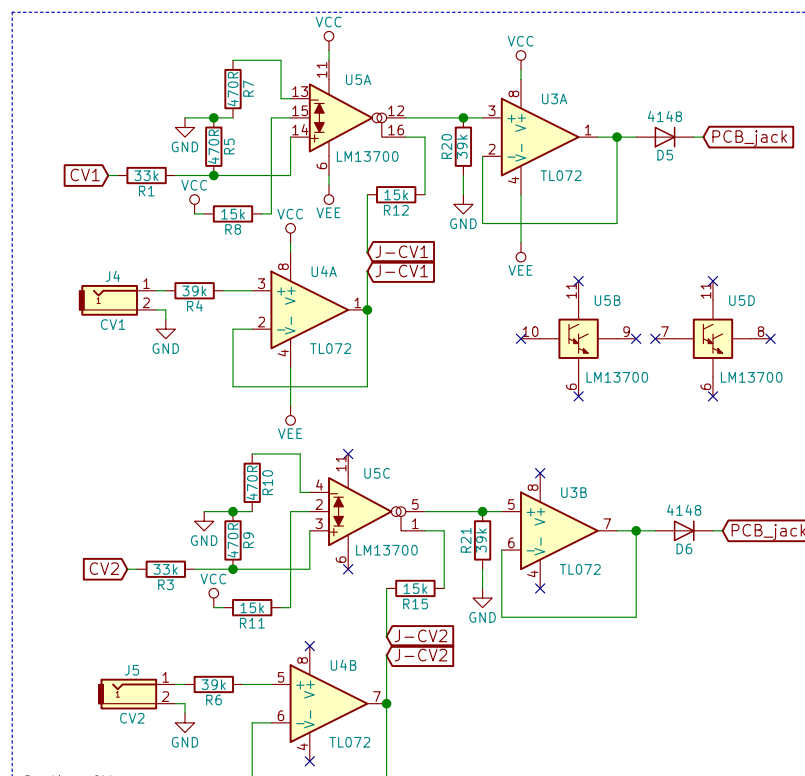 VCC
11
470R
R7
13
U5A
15
14
12
16
LM13700
6
VEE
GND
470R
R5
CV1
33k
R1
VCC
15k
R8
15k
R12
R20
39k
GND
VCC
8
U3A
3
V+
1
2
V-
4
TL072
VEE
4148
D5
PCB_jack
VCC
J-CV1
J-CV1
J4
1
1
2
CV1
39k
R4
GND
8
U4A
3
V+
1
2
V-
4
TL072
VEE
11
U5B
10
9
LM13700
6
11
U5D
7
8
LM13700
6
470R
R10
4
11
U5C
2
3
5
1
LM13700
6
GND
470R
R9
CV2
33k
R3
VCC
15k
R11
15k
R15
R21
39k
GND
8
U3B
5
V+
7
6
V-
4
TL072
4148
D6
PCB_jack
J-CV2
J-CV2
J5
1
1
2
CV2
39k
R6
GND
8
U4B
5
V+
7
6
V-
4
TL072